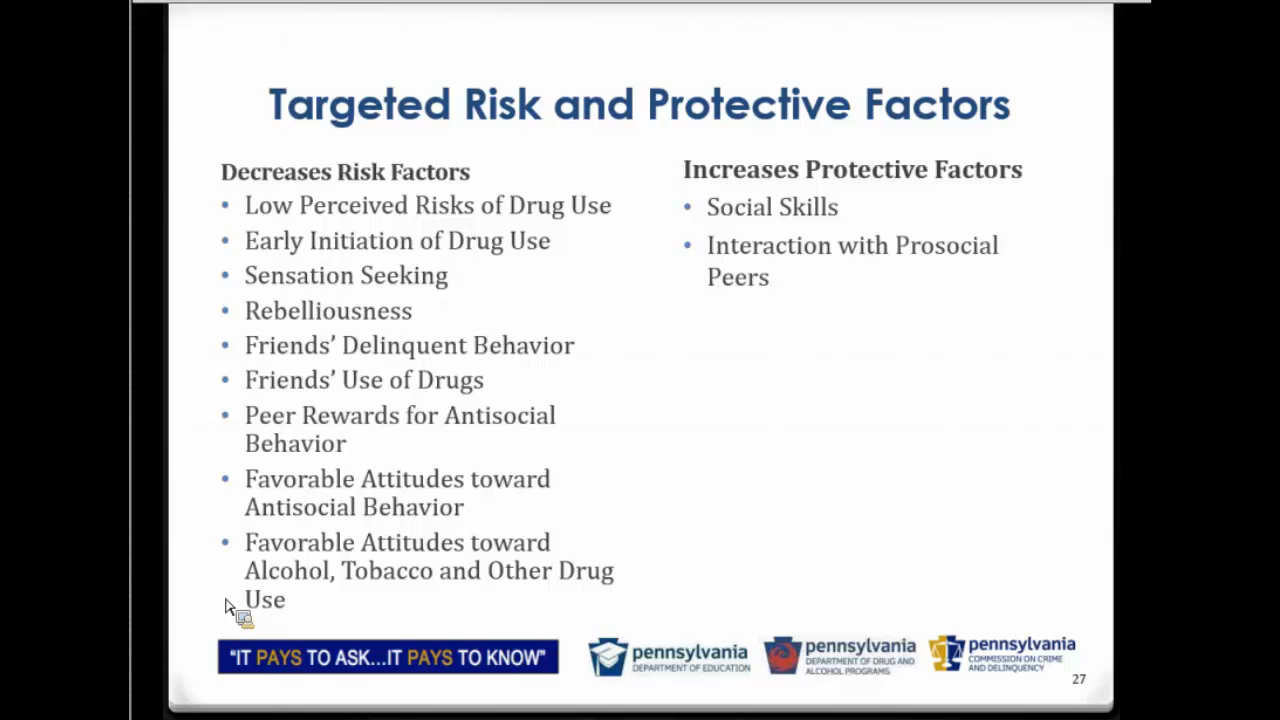 Targeted Risk and Protective Factors
Decreases Risk Factors
• Low Perceived Risks of Drug Use
• Early Initiation of Drug Use
• Sensation Seeking
• Rebelliousness
• Friends’ Delinquent Behavior
• Friends’ Use of Drugs
• Peer Rewards for Antisocial
Behavior
• Favorable Attitudes toward
Antisocial Behavior
• Favorable Attitudes toward
Alcohol, Tobacco and Other Drug
Use
Increases Protective Factors
• Social Skills
• Interaction with Prosocial
Peers
“IT PAYS TO ASK...IT PAYS TO KNOW”
pennsylvania
DEPARTMENT OF EDUCATION
pennsylvania
DEPARTMENT OF DRUG AND
ALCOHOL PROGRAMS
pennsylvania
COMMISSION ON CRIME
AND DELINQUENCY
27